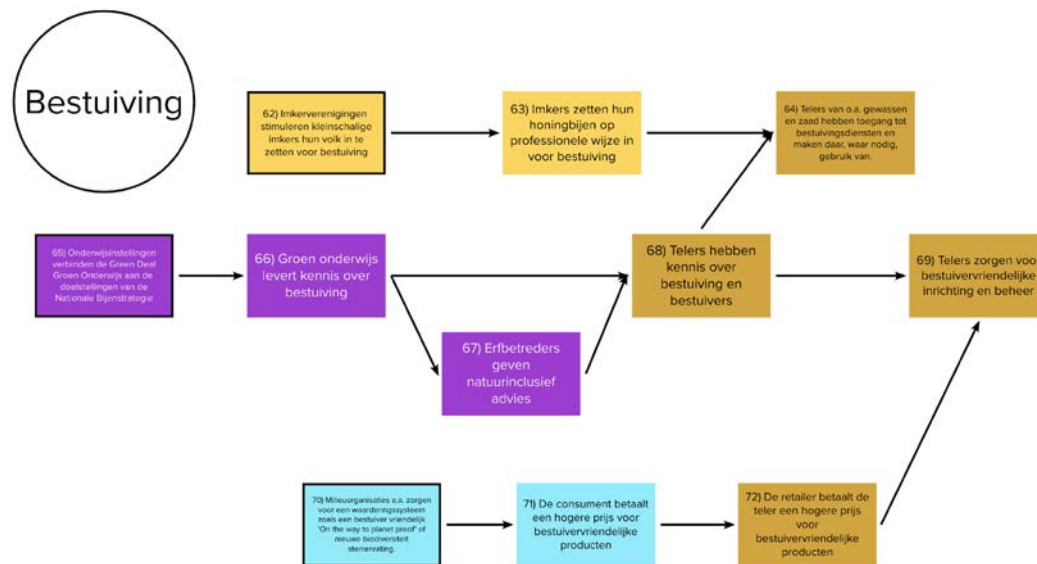 Bestuiving
62) Imkerverenigingen
stimuleren kleinschalige
imkers hun volk in te
zetten voor bestuiving
63) Imkers zetten hun
honingbijen op
professionele wijze in
voor bestuiving
64) Telers van o.a. gewassen
en zaad hebben toegang tot
bestuivingsdiensten en
maken daar, waar nodig,
gebruik van.
65) Onderwijsinstellingen
verbinden de Green Deal
Groen Onderwijs aan de
doelstellingen van de
Nationale Bijenstrategie
66) Groen onderwijs
levert kennis over
bestuiving
68) Telers hebben
kennis over
bestuiving en
bestuivers
69) Telers zorgen voor
bestuivervriendelijke
inrichting en beheer
67) Erfbetreders
geven
natuurinclusief
advies
70) Milieuorganisaties e.a. zorgen
voor een waarderingssysteem
zoals een bestuiver vriendelijk
'On the way to planet proof' of
nieuwe biodiversiteit
sterrenrating.
71) De consument betaalt
een hogere prijs voor
bestuivervriendelijke
producten
72) De retailer betaalt de
teler een hogere prijs
voor
bestuivervriendelijke
producten